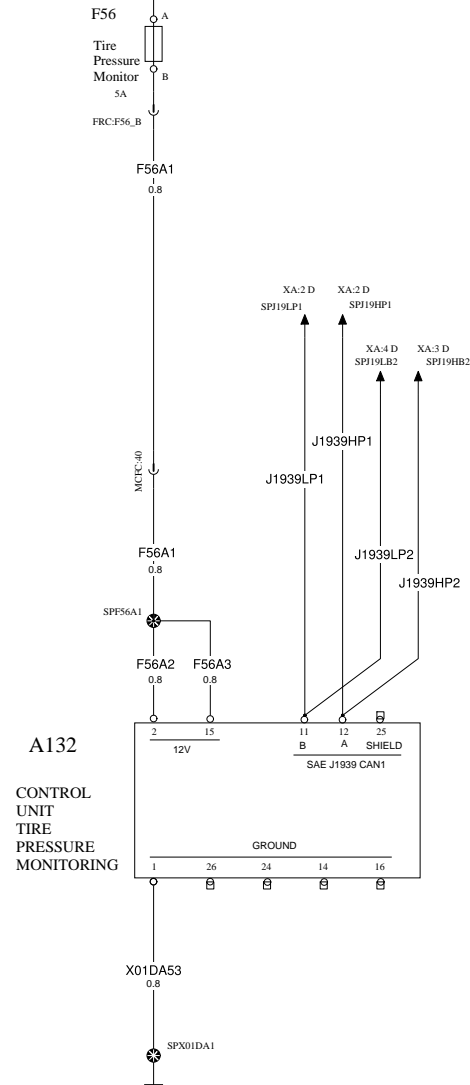 F56
A
Tire
Pressure
Monitor
B
5A
FRC:F56_B
F56A1
0.8
XA:2 D
XA:2 D
SPJ19LP1
SPJ19HP1
XA:4 D
XA:3 D
SPJ19LB2
SPJ19HB2
J1939HP1
J1939LP1
MCFC:40
F56A1
0.8
J1939LP2
J1939HP2
SPF56A1
F56A2
F56A3
0.8
0.8
A132
2
15
11
12
25
12V
B
A
SHIELD
SAE J1939 CAN1
CONTROL
UNIT
TIRE
PRESSURE
MONITORING
GROUND
1
26
24
14
16
X01DA53
0.8
SPX01DA1